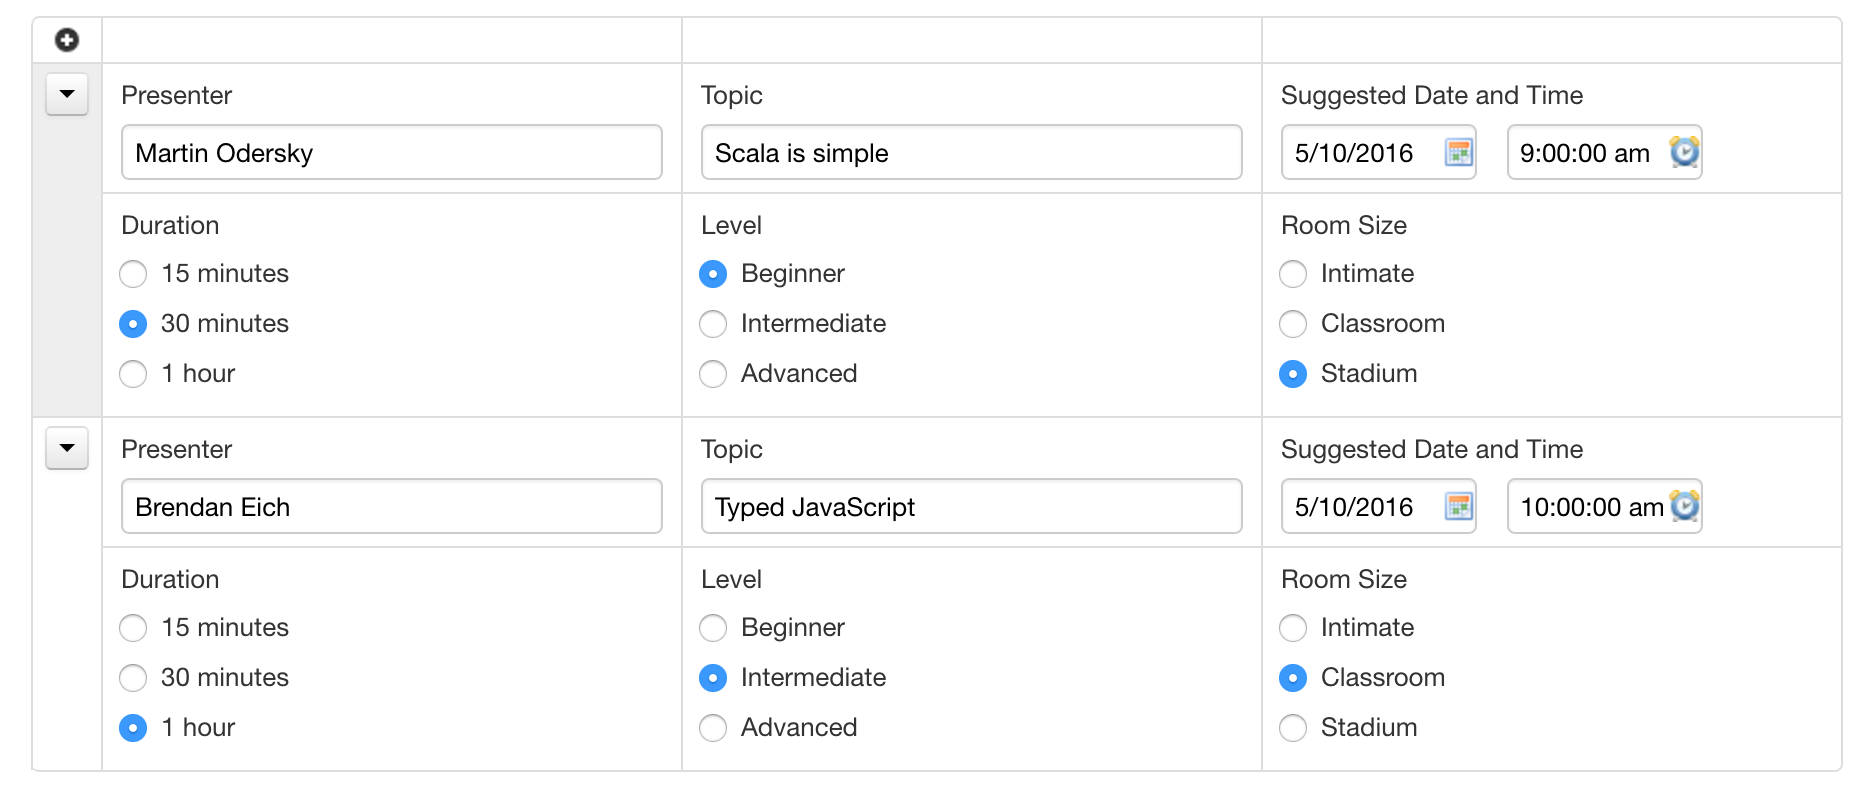 Presenter Topic Suggested Date and Time
Martin Odersky Scala is simple 5/10/2016 9:00:00 am
Duration Level Room Size
15 minutes Beginner Intimate
30 minutes Intermediate Classroom
1 hour Advanced Stadium
Presenter Topic Suggested Date and Time
Brendan Eich Typed JavaScript 5/10/2016 10:00:00 am
Duration Level Room Size
15 minutes Beginner Intimate
30 minutes Intermediate Classroom
1 hour Advanced Stadium